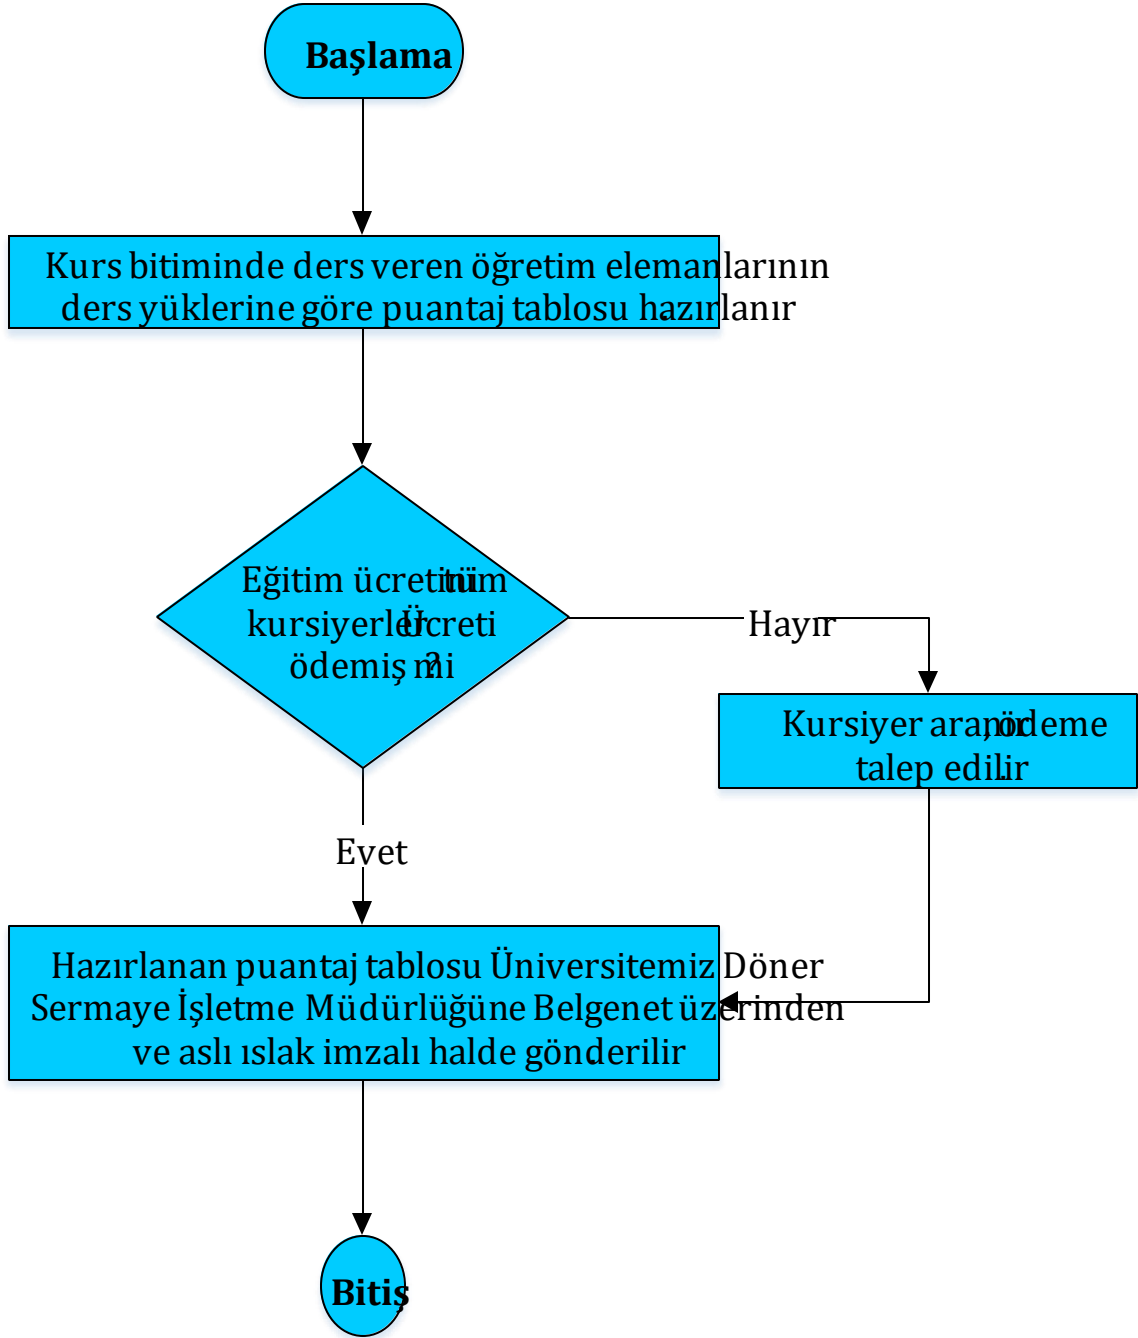 Başlama
Kurs bitiminde ders veren öğretim elemanlarının
ders yüklerine göre puantaj tablosu hazırlanır.
Eğitim ücretini tüm
kursiyerler Ücreti
ödemiş mi?
Hayır
Kursiyer aranır, ödeme
talep edilir.
Evet
Hazırlanan puantaj tablosu Üniversitemiz Döner
Sermaye İşletme Müdürlüğüne Belgenet üzerinden
ve aslı ıslak imzalı halde gönderilir.
Bitiş